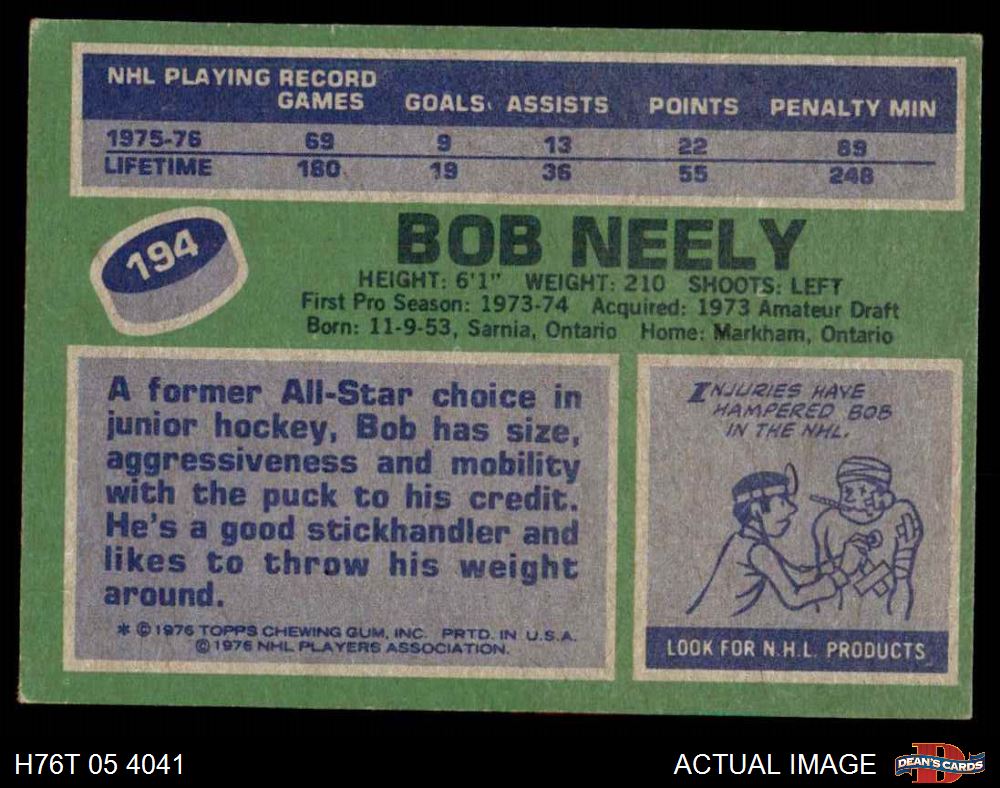 NHL PLAYING RECORD
GAMES GOALS ASSISTS POINTS PENALTY MIN
1975-76 69 9 13 22 89
LIFETIME 180 19 36 55 248
194
BOB NEELY
HEIGHT: 6'1" WEIGHT: 210 SHOOTS: LEFT
First Pro Season: 1973-74 Acquired: 1973 Amateur Draft
Born: 11-9-53, Sarnia, Ontario Home: Markham, Ontario
A former All-Star choice in
junior hockey, Bob has size,
aggressiveness and mobility
with the puck to his credit.
He's a good stickhandler and
likes to throw his weight
around.
* © 1976 TOPPS CHEWING GUM, INC. PRTD. IN U.S.A.
© 1976 NHL PLAYERS ASSOCIATION.
INJURIES HAVE
HAMPERED BOB
IN THE NHL.
LOOK FOR N.H.L. PRODUCTS
H76T 05 4041 ACTUAL IMAGE
D
DEAN'S CARDS